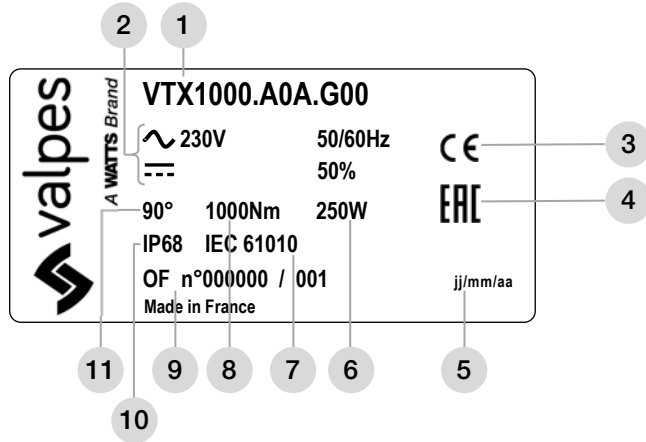 2
1
valpes
A WATTS Brand
VTX1000.A0A.G00
230V 50/60Hz
50%
CE
3
EAC
4
90° 1000Nm 250W
IP68 IEC 61010
OF n°000000 / 001
jj/mm/aa
Made in France
11
10
9
8
7
6
5